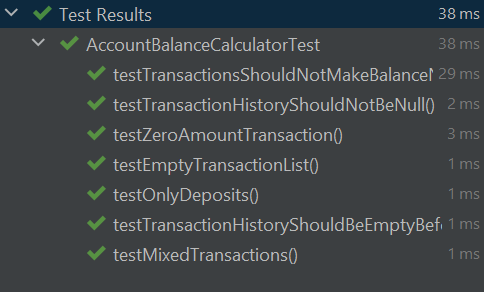 Test Results 38 ms
AccountBalanceCalculatorTest 38 ms
testTransactionsShouldNotMakeBalanceN 29 ms
testTransactionHistoryShouldNotBeNull() 2 ms
testZeroAmountTransaction() 3 ms
testEmptyTransactionList() 1 ms
testOnlyDeposits() 1 ms
testTransactionHistoryShouldBeEmptyBefo 1 ms
testMixedTransactions() 1 ms